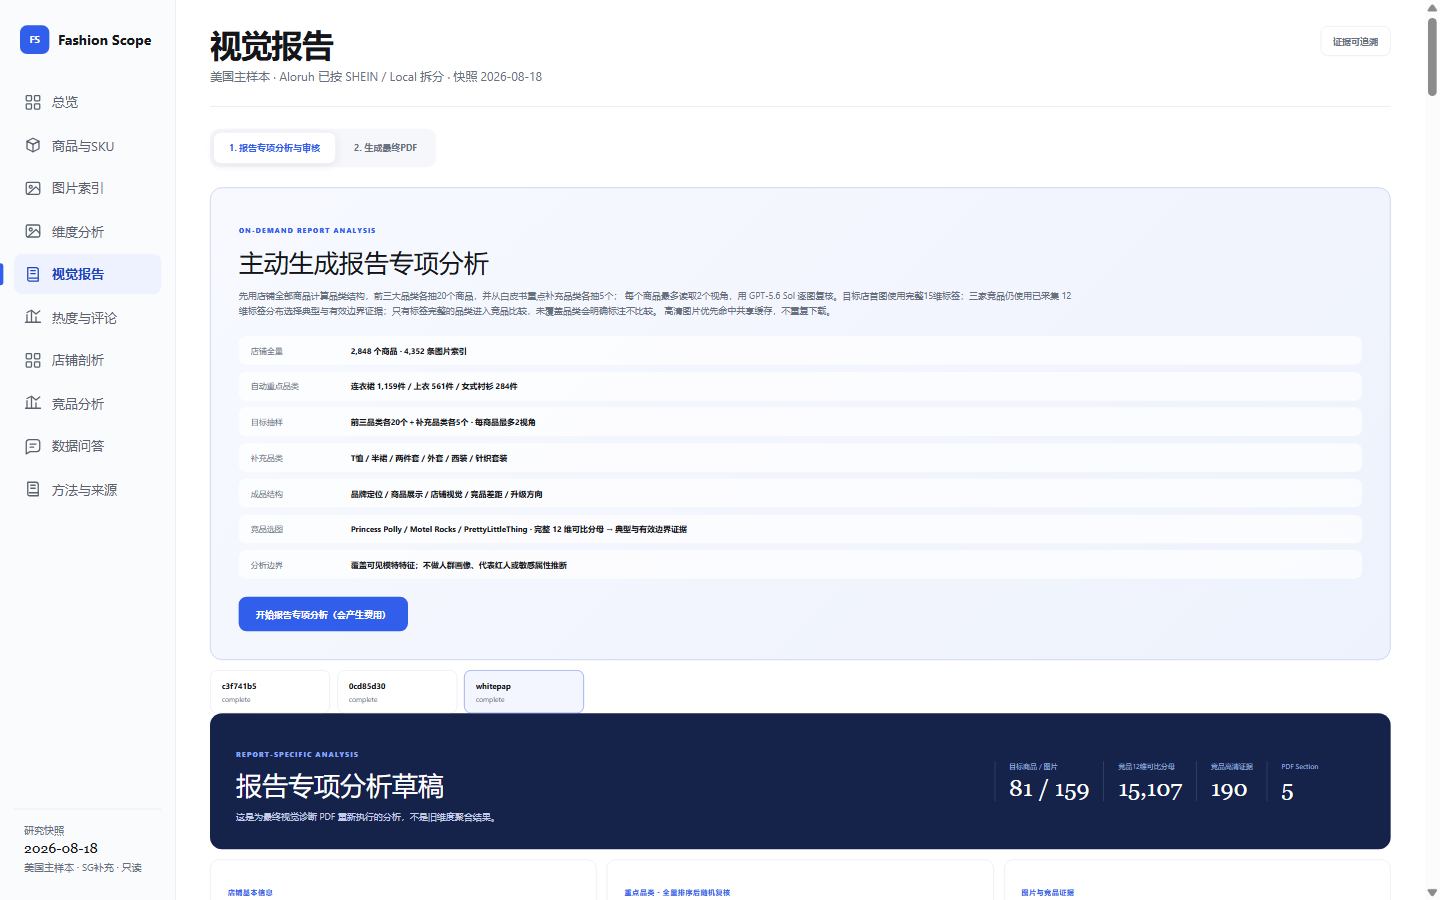 FS
Fashion Scope
总览
商品与SKU
图片索引
维度分析
视觉报告
热度与评论
店铺剖析
竞品分析
数据问答
方法与来源
研究快照
2026-08-18
美国主样本 · SG补充 · 只读
视觉报告
美国主样本 · Aloruh 已按 SHEIN / Local 拆分 · 快照 2026-08-18
证据可追溯
1. 报告专项分析与审核
2. 生成最终PDF
ON-DEMAND REPORT ANALYSIS
主动生成报告专项分析
先用店铺全部商品计算品类结构，前三大品类各抽20个商品，并从白皮书重点补充品类各抽5个； 每个商品最多读取2个视角，用 GPT-5.6 Sol 逐图复核。目标店首图使用完整15维标签；三家竞品仍使用已采集 12
维标签分布选择典型与有效边界证据；只有标签完整的品类进入竞品比较，未覆盖品类会明确标注不比较。 高清图片优先命中共享缓存，不重复下载。
店铺全量
2,848 个商品 · 4,352 条图片索引
自动重点品类
连衣裙 1,159件 / 上衣 561件 / 女式衬衫 284件
目标抽样
前三品类各20个 + 补充品类各5个 · 每商品最多2视角
补充品类
T恤 / 半裙 / 两件套 / 外套 / 西装 / 针织套装
成品结构
品牌定位 / 商品展示 / 店铺视觉 / 竞品差距 / 升级方向
竞品选图
Princess Polly / Motel Rocks / PrettyLittleThing · 完整 12 维可比分母 → 典型与有效边界证据
分析边界
覆盖可见模特特征；不做人群画像、代表红人或敏感属性推断
开始报告专项分析（会产生费用）
c3f741b5
complete
0cd85d30
complete
whitepap
complete
REPORT-SPECIFIC ANALYSIS
报告专项分析草稿
这是为最终视觉诊断 PDF 重新执行的分析，不是旧维度聚合结果。
目标商品 / 图片
81 / 159
竞品12维可比分母
15,107
竞品高清证据
190
PDF Section
5
店铺基本信息
重点品类 · 全量排序后随机复核
图片与竞品证据